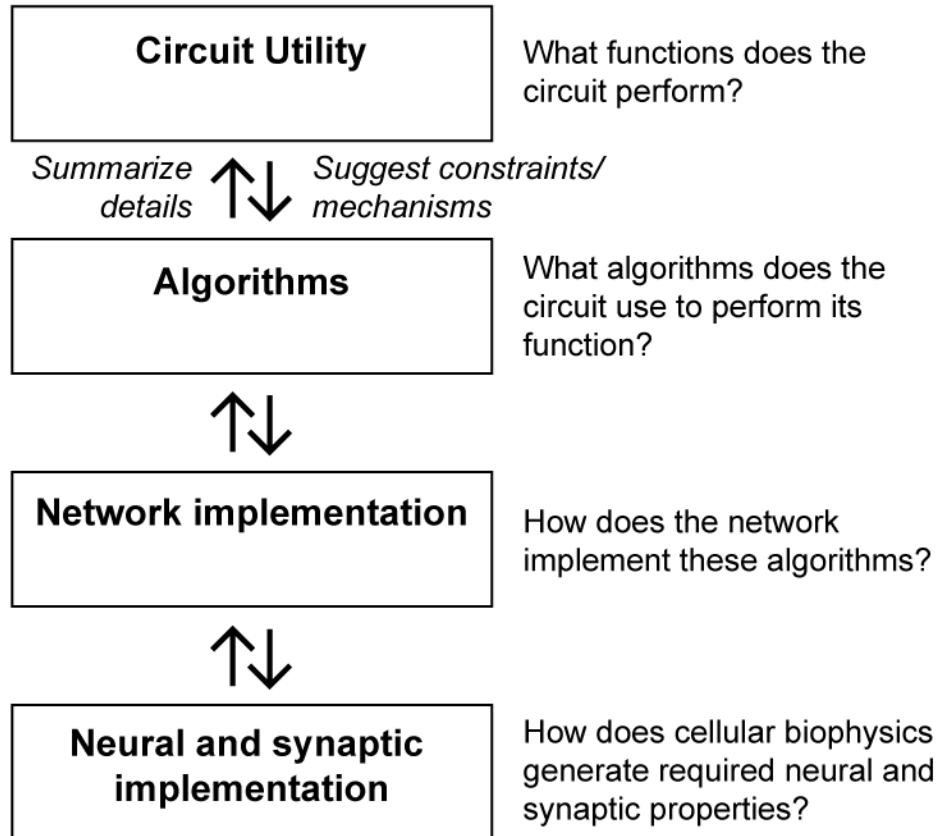 Circuit Utility
What functions does the
circuit perform?
Summarize
details
Suggest constraints/
mechanisms
Algorithms
What algorithms does the
circuit use to perform its
function?
Network implementation
How does the network
implement these algorithms?
Neural and synaptic
implementation
How does cellular biophysics
generate required neural and
synaptic properties?